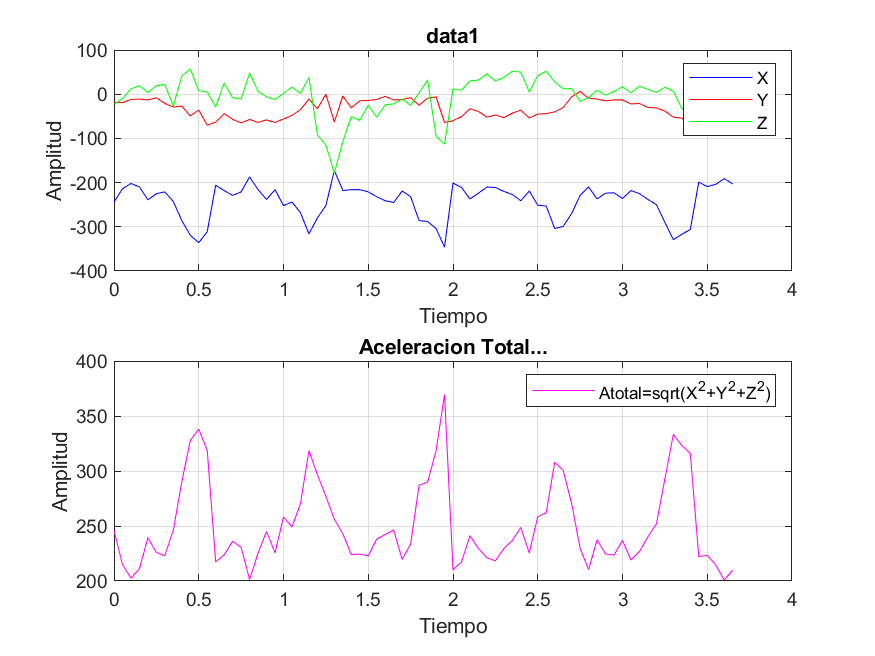 data1
100
0
-100
-200
-300
-400
Amplitud
X
Y
Z
0 0.5 1 1.5 2 2.5 3 3.5 4
Tiempo
Aceleracion Total...
400
350
300
250
200
Amplitud
Atotal=sqrt(X²+Y²+Z²)
0 0.5 1 1.5 2 2.5 3 3.5 4
Tiempo